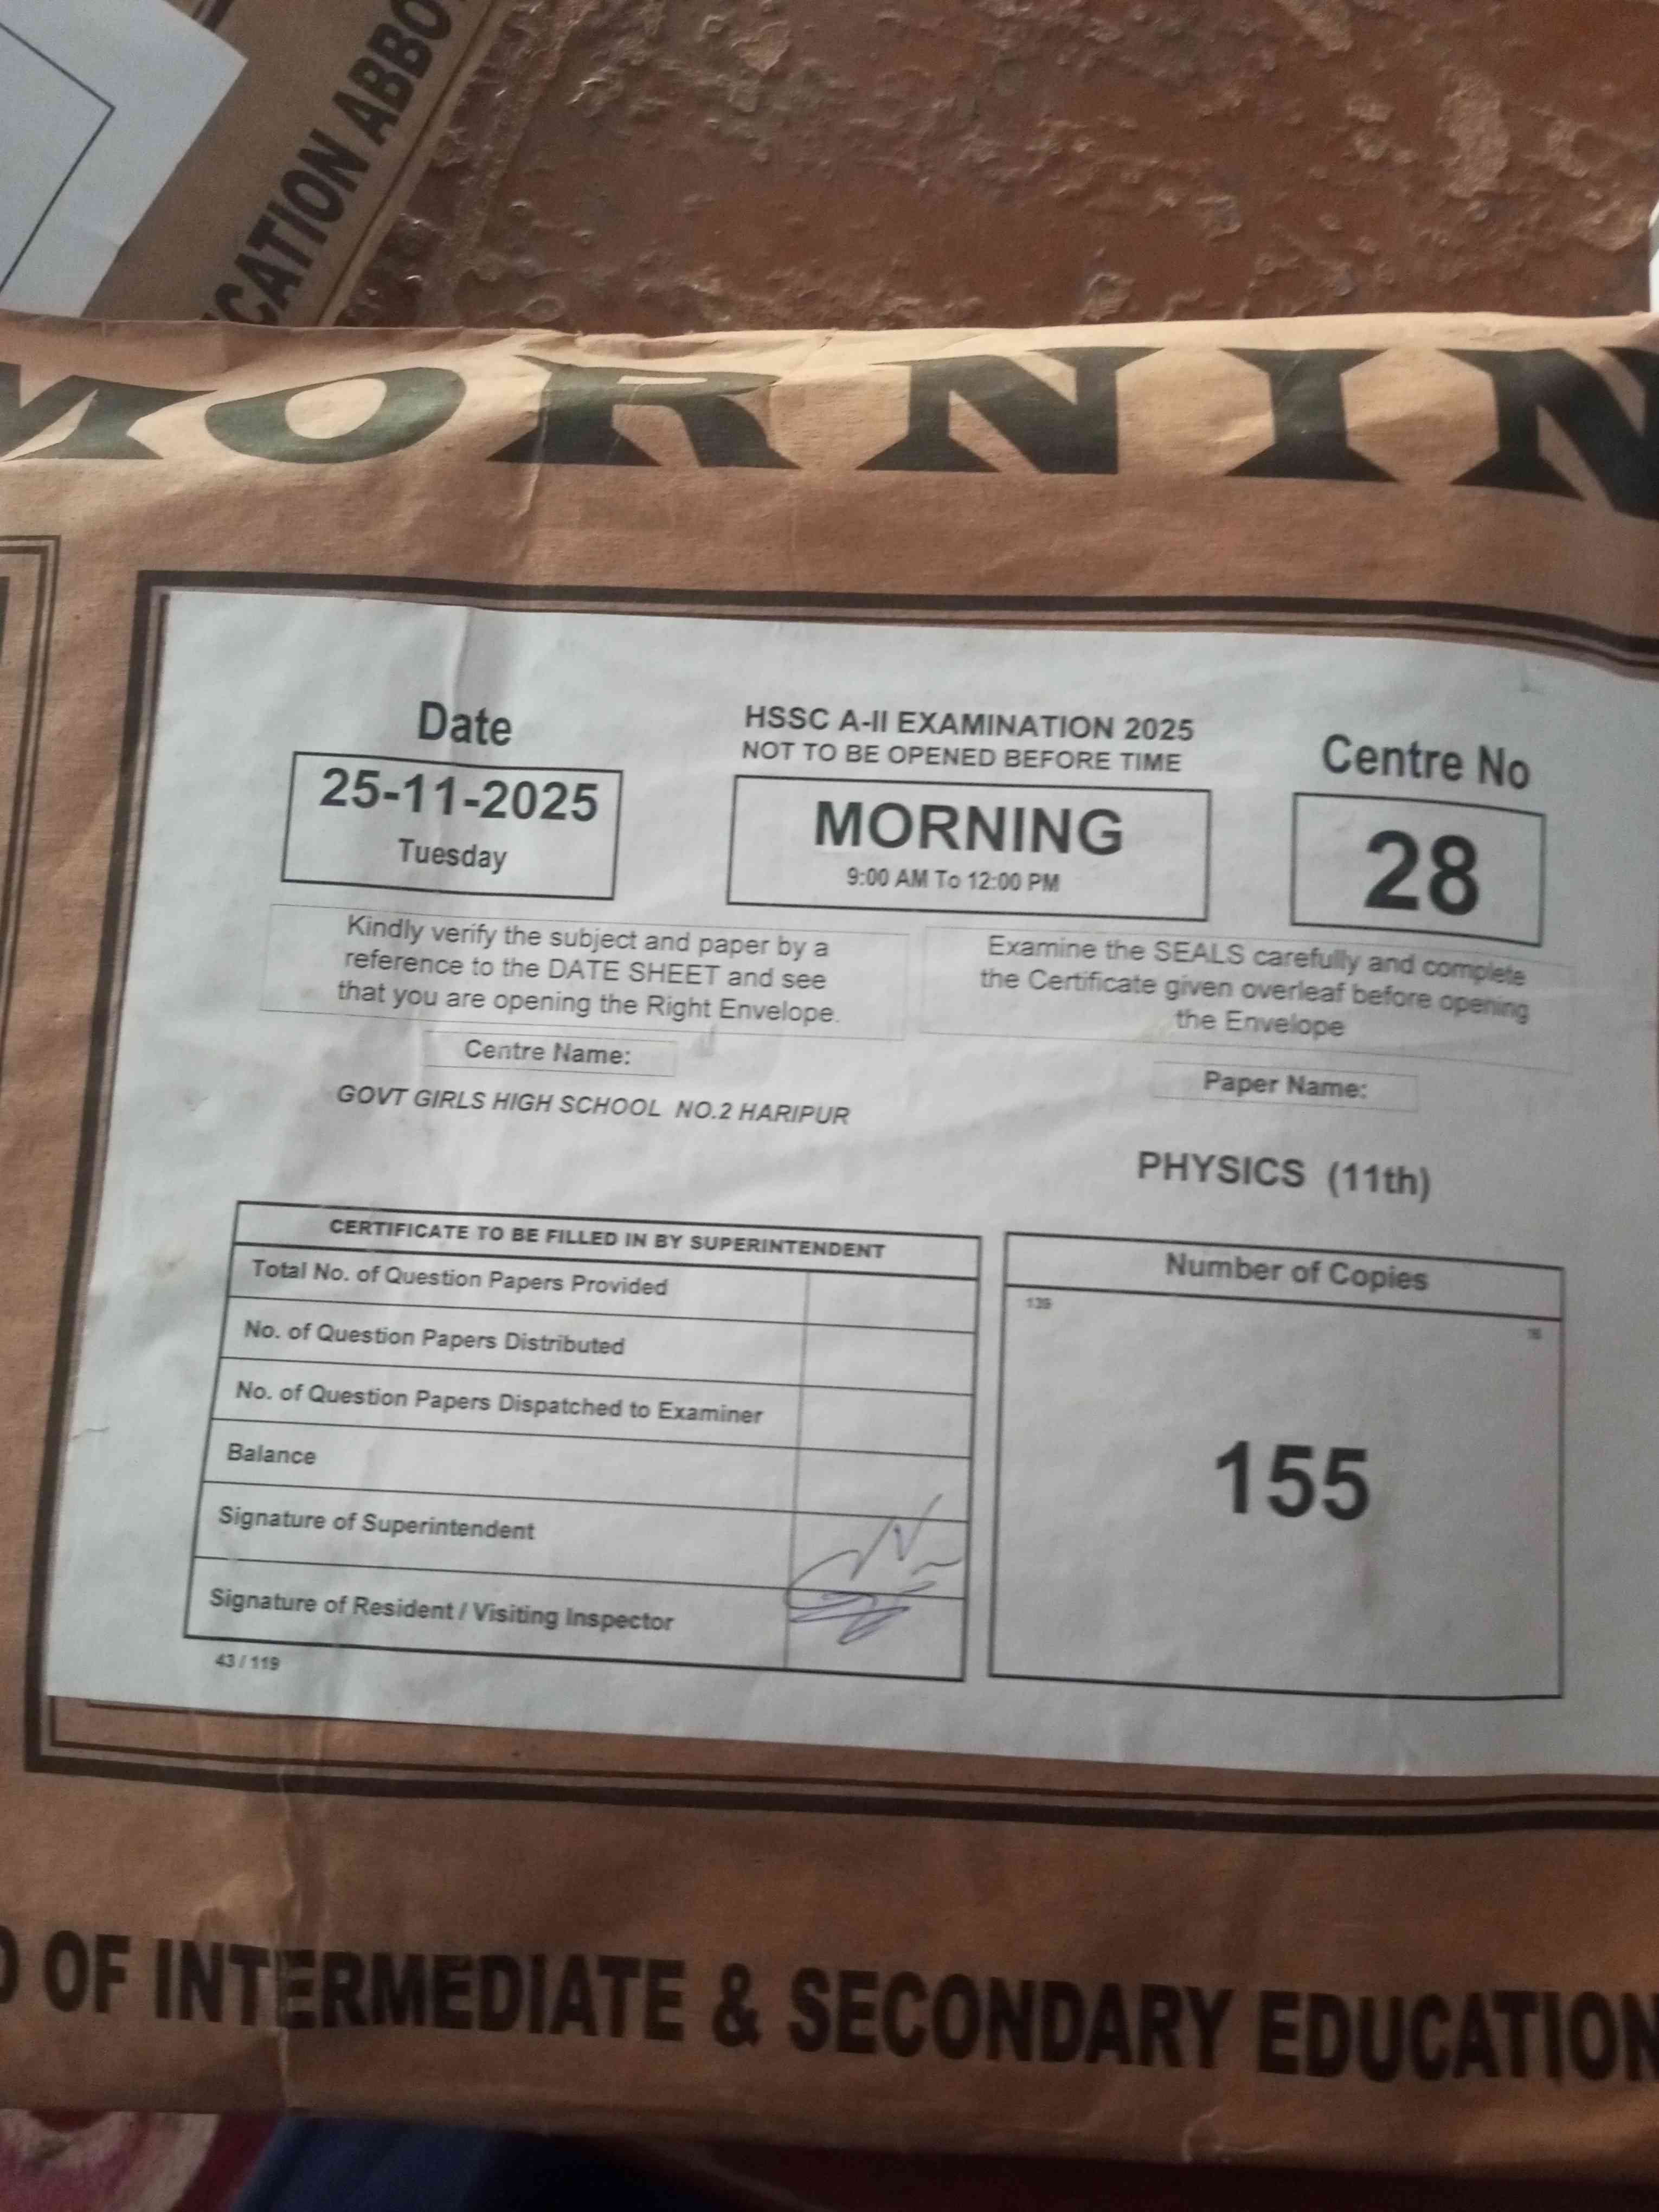 CATION ABBO
MORNIN
Date
25-11-2025
Tuesday
HSSC A-II EXAMINATION 2025
NOT TO BE OPENED BEFORE TIME
MORNING
9:00 AM To 12:00 PM
Centre No
28
Kindly verify the subject and paper by a
reference to the DATE SHEET and see
that you are opening the Right Envelope.
Examine the SEALS carefully and complete
the Certificate given overleaf before opening
the Envelope
Centre Name:
GOVT GIRLS HIGH SCHOOL NO.2 HARIPUR
Paper Name:
PHYSICS (11th)
CERTIFICATE TO BE FILLED IN BY SUPERINTENDENT
Total No. of Question Papers Provided
No. of Question Papers Distributed
No. of Question Papers Dispatched to Examiner
Balance
Signature of Superintendent
Signature of Resident / Visiting Inspector
43 / 119
Number of Copies
139
16
155
D OF INTERMEDIATE & SECONDARY EDUCATION